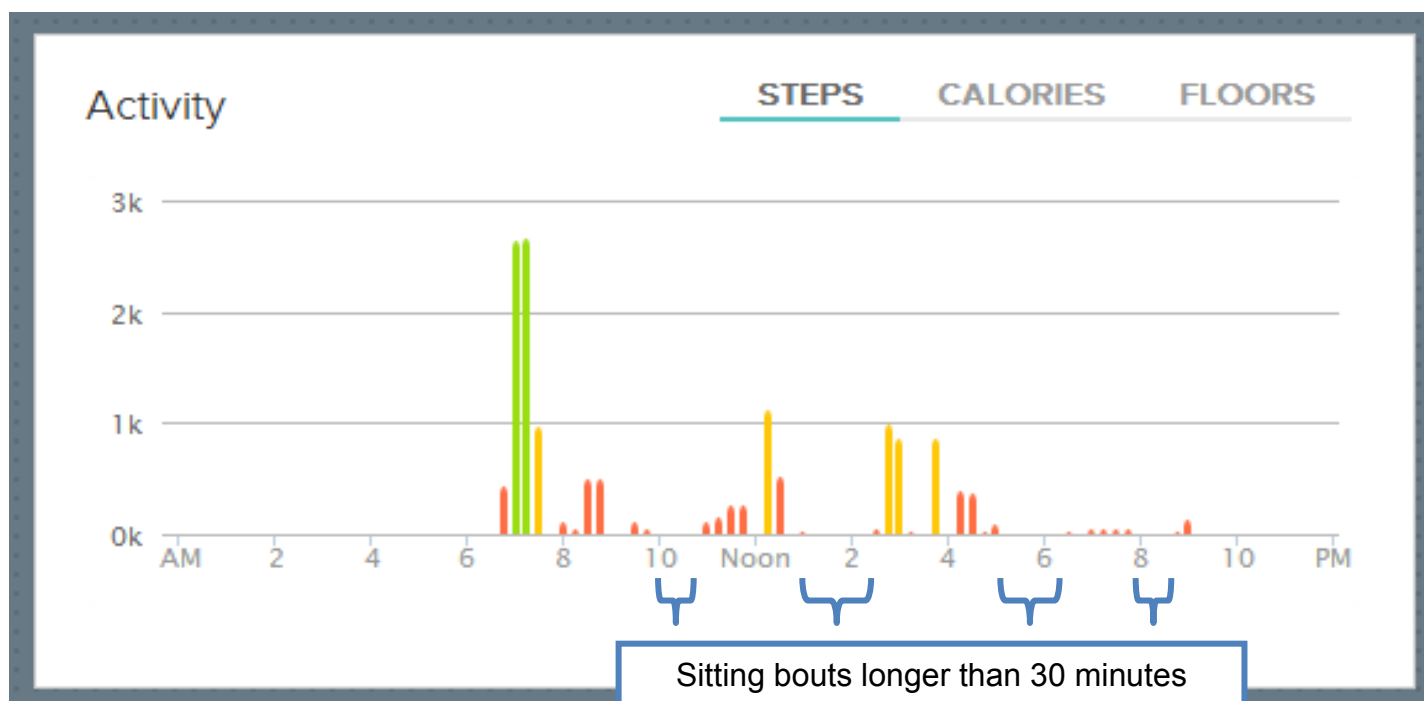 Activity
STEPS CALORIES FLOORS
3k
2k
1k
0k
AM 2 4 6 8 10 Noon 2 4 6 8 10 PM
Sitting bouts longer than 30 minutes